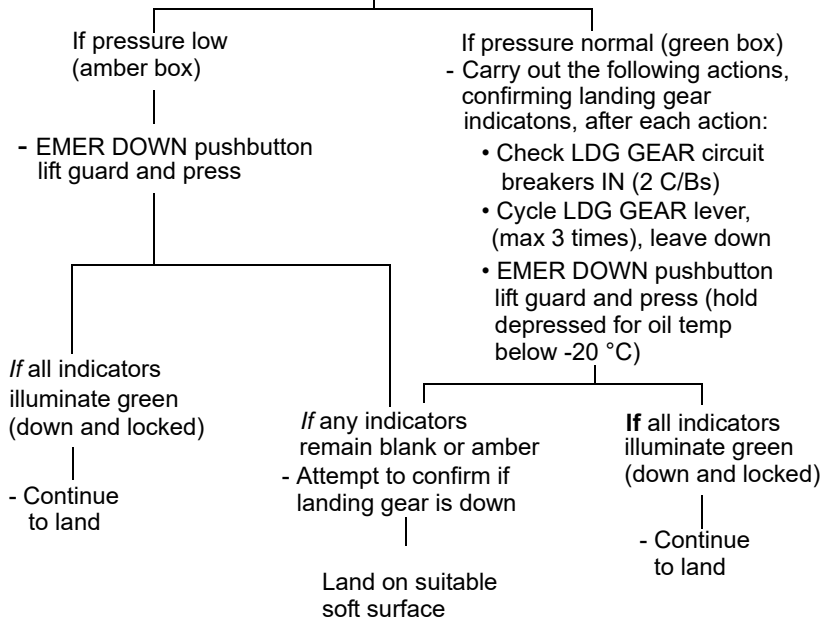 If pressure low
(amber box)
- EMER DOWN pushbutton
lift guard and press
If pressure normal (green box)
- Carry out the following actions,
confirming landing gear
indicatons, after each action:
• Check LDG GEAR circuit
breakers IN (2 C/Bs)
• Cycle LDG GEAR lever,
(max 3 times), leave down
• EMER DOWN pushbutton
lift guard and press (hold
depressed for oil temp
below -20 °C)
If all indicators
illuminate green
(down and locked)
- Continue
to land
If any indicators
remain blank or amber
- Attempt to confirm if
landing gear is down
Land on suitable
soft surface
If all indicators
illuminate green
(down and locked)
- Continue
to land